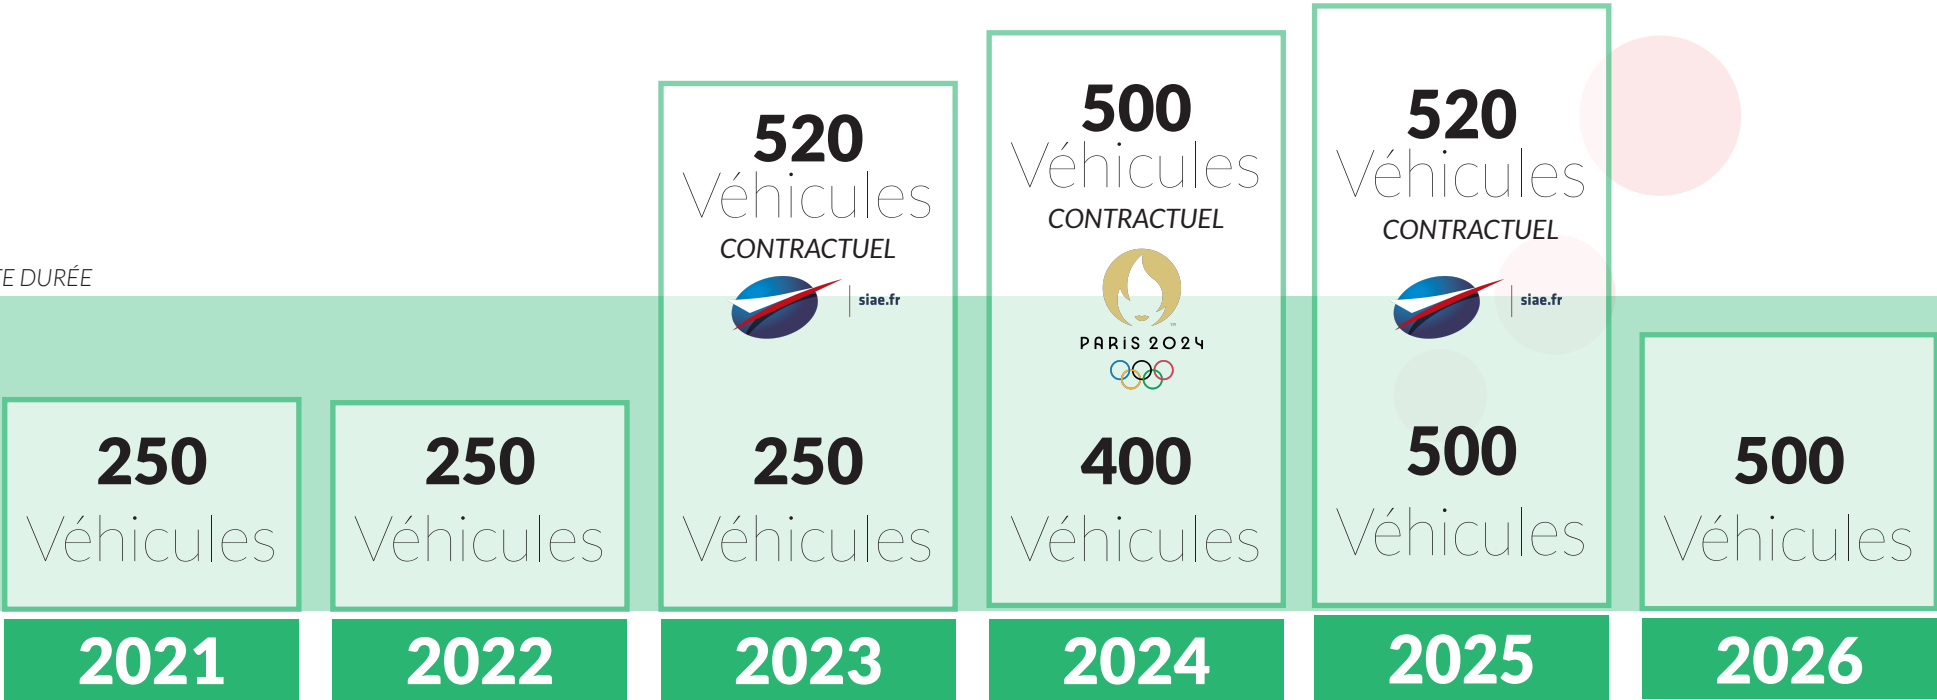 520
Véhicules
CONTRACTUEL
siae.fr
500
Véhicules
CONTRACTUEL
PARiS 2024
520
Véhicules
CONTRACTUEL
siae.fr
DURÉE
250
Véhicules
250
Véhicules
250
Véhicules
400
Véhicules
500
Véhicules
500
Véhicules
2021
2022
2023
2024
2025
2026